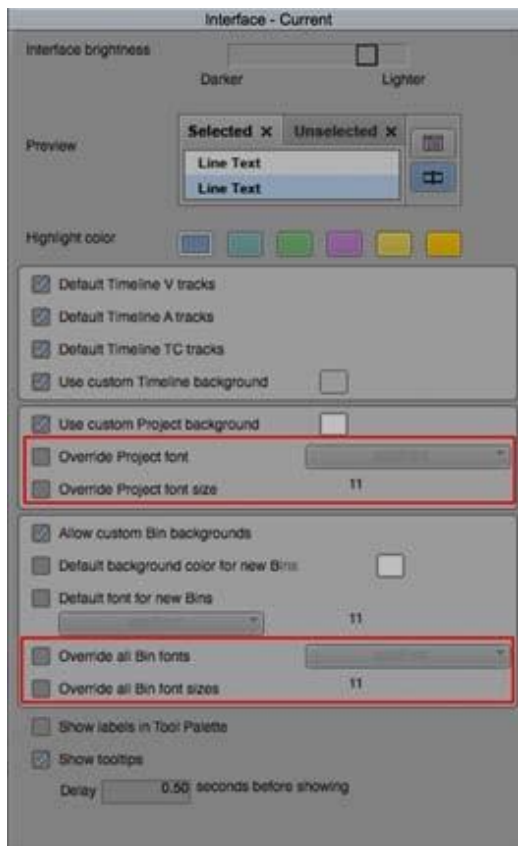 Interface - Current
Interface brightness
Darker Lighter
Preview
Selected × Unselected ×
Line Text
Line Text
Highlight color
Default Timeline V tracks
Default Timeline A tracks
Default Timeline TC tracks
Use custom Timeline background
Use custom Project background
Override Project font
Override Project font size 11
Allow custom Bin backgrounds
Default background color for new Bins
Default font for new Bins
11
Override all Bin fonts
Override all Bin font sizes 11
Show labels in Tool Palette
Show tooltips
Delay 0.50 seconds before showing